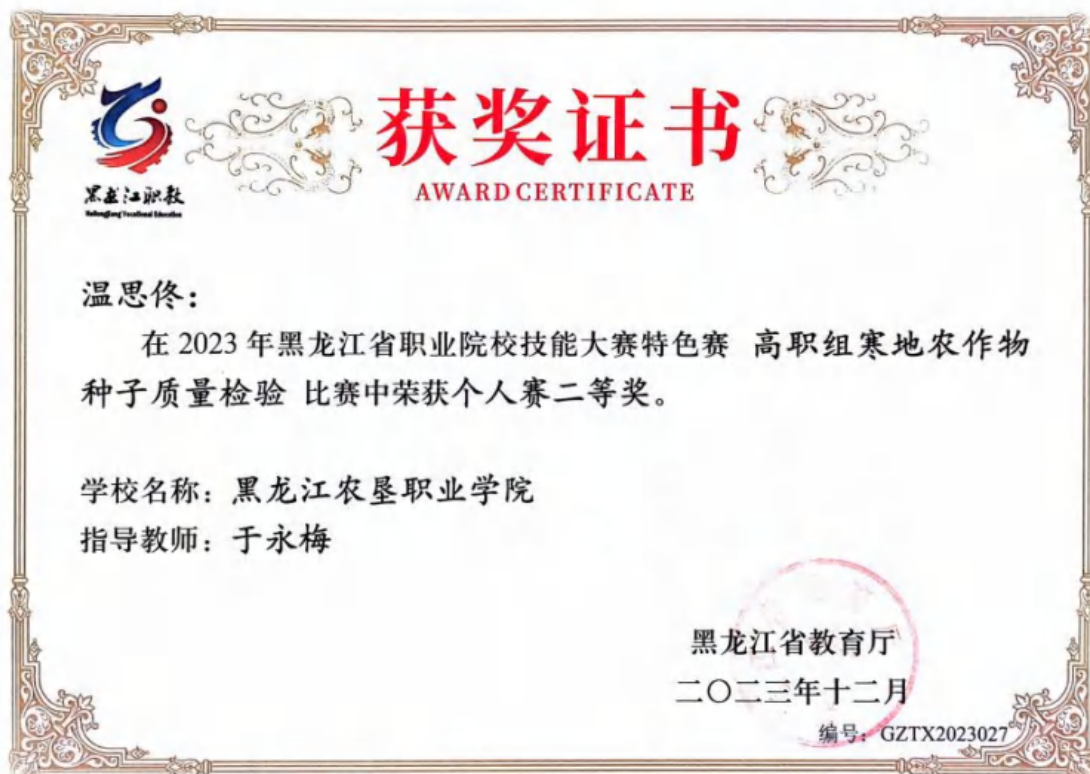 黑龙江职教
Heilongjiang Vocational Education
获奖证书
AWARD CERTIFICATE
温思佟：
在 2023 年黑龙江省职业院校技能大赛特色赛 高职组寒地农作物
种子质量检验 比赛中荣获个人赛二等奖。
学校名称：黑龙江农垦职业学院
指导教师：于永梅
黑龙江省教育厅
二〇二三年十二月
编号：GZTX2023027